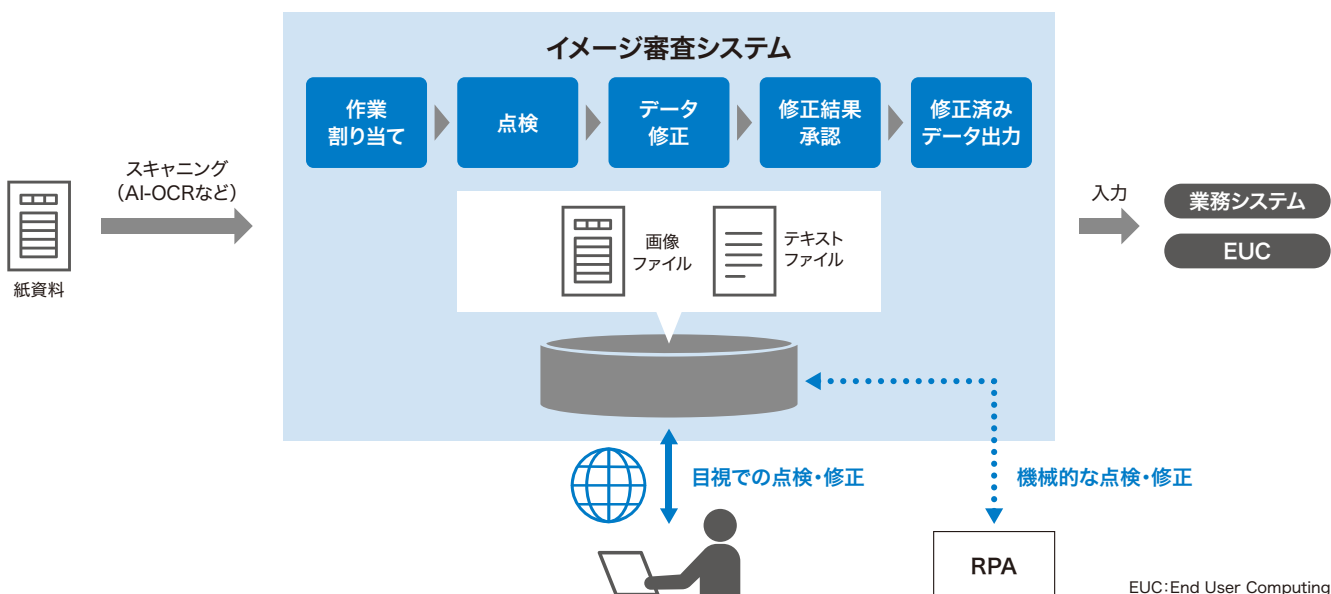 イメージ審査システム
作業
割り当て
点検
データ
修正
修正結果
承認
修正済み
データ出力
スキャニング
（AI-OCRなど）
紙資料
画像
ファイル
テキスト
ファイル
入力
業務システム
EUC
目視での点検・修正
機械的な点検・修正
RPA
EUC：End User Computing